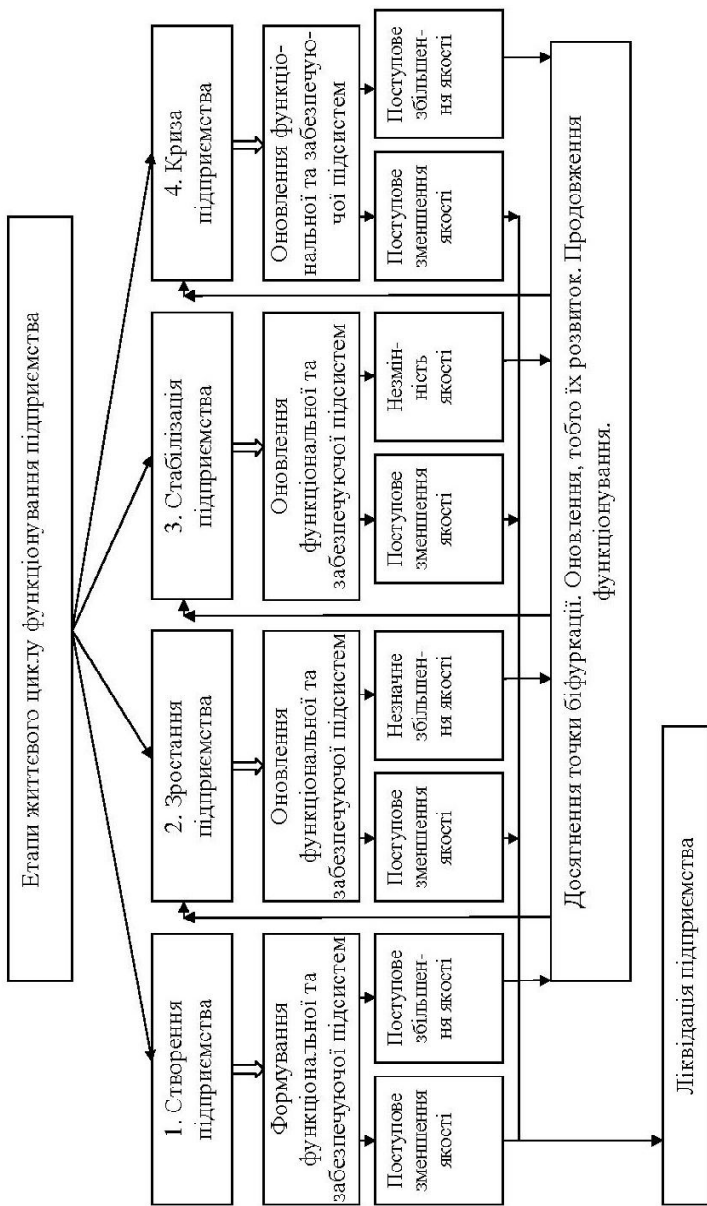 Етапи життєвого циклу функціонування підприємства
1. Створення
підприємства
2. Зростання
підприємства
3. Стабілізація
підприємства
4. Криза
підприємства
Формування
функціональної та
забезпечуючої підсистем
Оновлення
функціональної та
забезпечуючої підсистем
Оновлення
функціональної та
забезпечуючої підсистем
Оновлення функціо-
нальної та забезпечую-
чої підсистем
Поступове
зменшення
якості
Поступове
збільшен-
ня якості
Поступове
зменшення
якості
Незначне
збільшен-
ня якості
Поступове
зменшення
якості
Незмін-
ність
якості
Поступове
зменшення
якості
Поступове
збільшен-
ня якості
Досягнення точки біфуркації. Оновлення, тобто їх розвиток. Продовження
функціонування.
Ліквідація підприємства